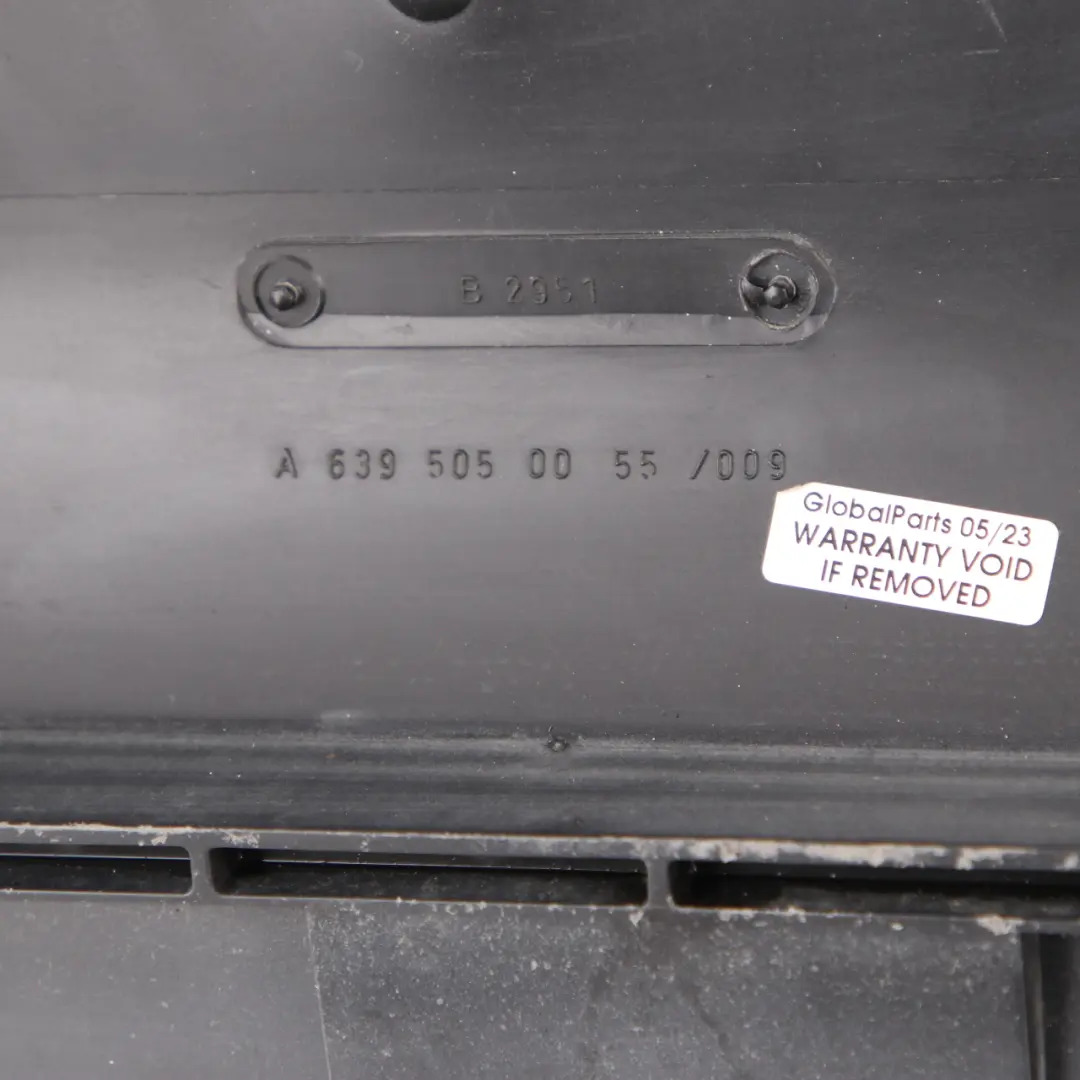 B 2951
A 639 505 00 55 /009
GlobalParts 05/23
WARRANTY VOID
IF REMOVED